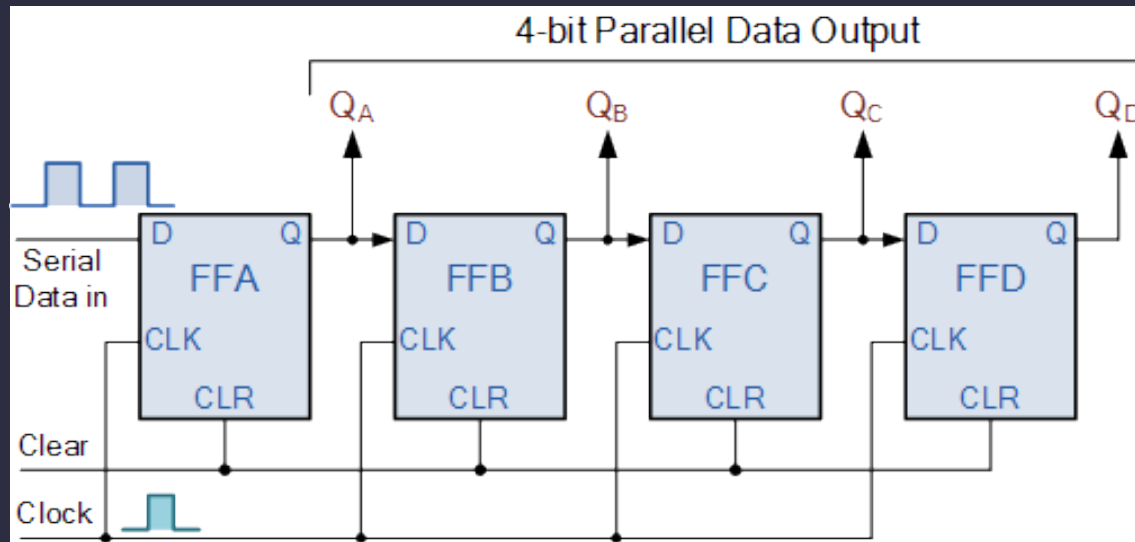 4-bit Parallel Data Output
QA QB QC QD
D Q D Q D Q D Q
Serial
Data in
FFA FFB FFC FFD
CLK CLK CLK CLK
CLR CLR CLR CLR
Clear
Clock